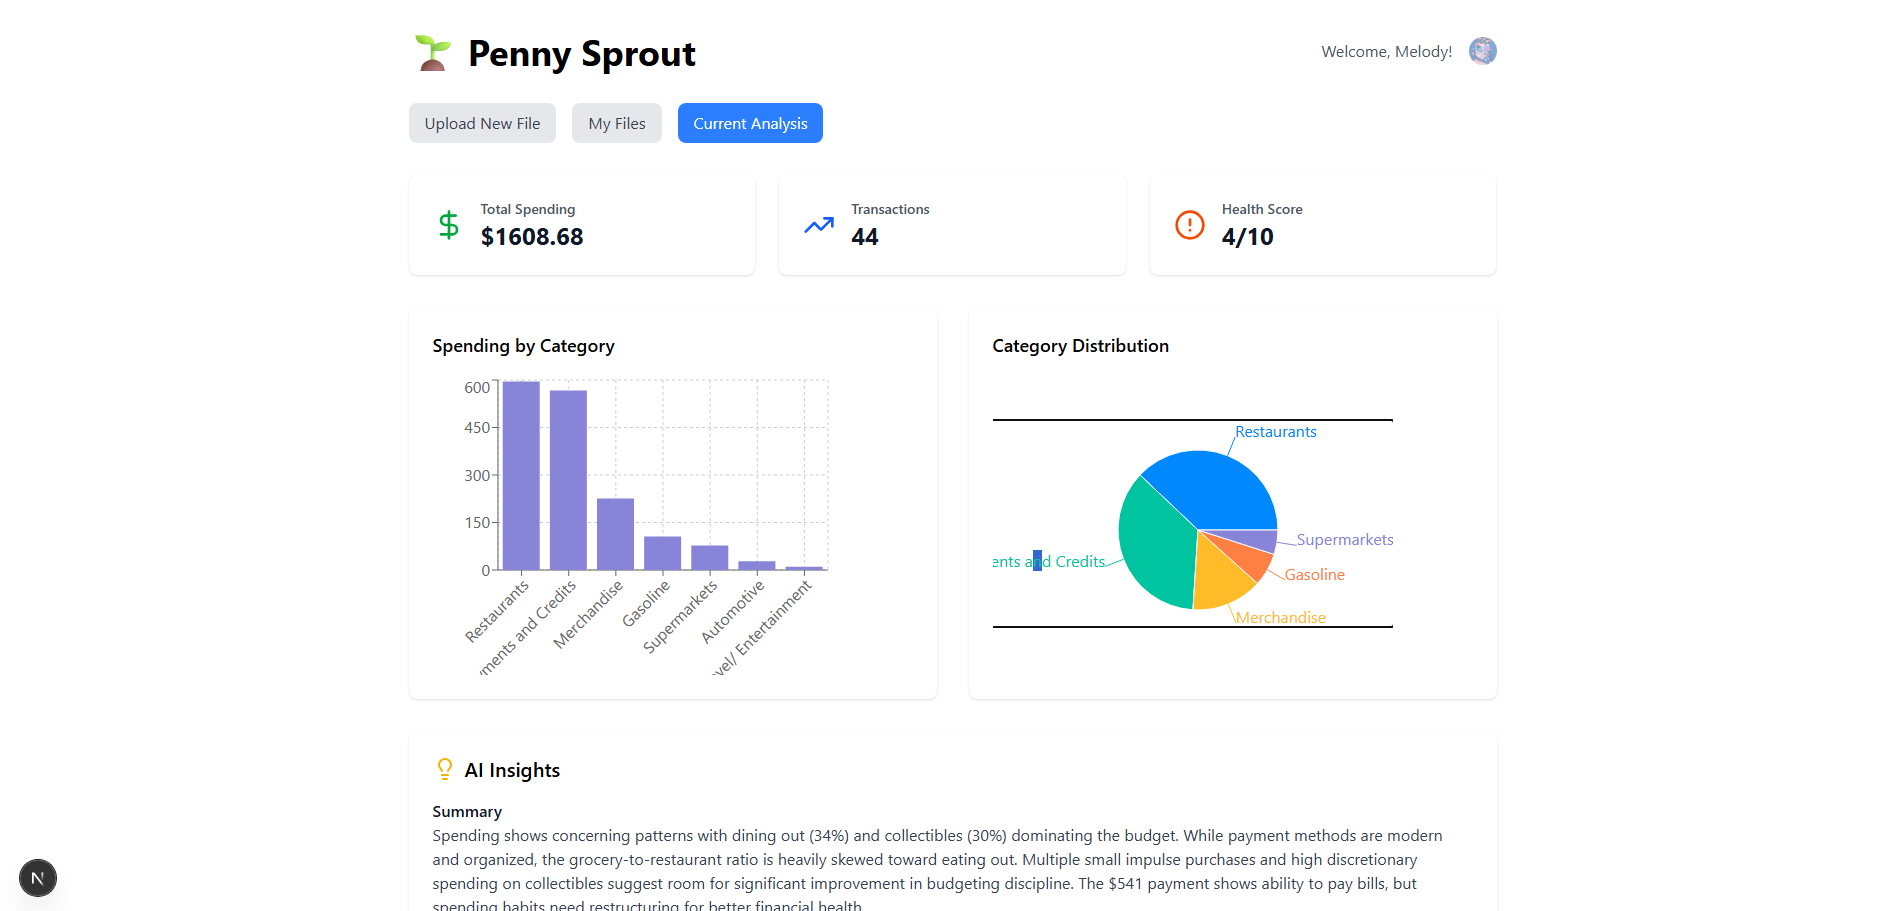 Penny Sprout
Welcome, Melody!
Upload New File
My Files
Current Analysis
Total Spending
$1608.68
Transactions
44
Health Score
4/10
Spending by Category
600
450
300
150
0
Restaurants
yments and Credits
Merchandise
Gasoline
Supermarkets
Automotive
vel/ Entertainment
Category Distribution
Restaurants
Supermarkets
ents and Credits
Gasoline
Merchandise
AI Insights
Summary
Spending shows concerning patterns with dining out (34%) and collectibles (30%) dominating the budget. While payment methods are modern
and organized, the grocery-to-restaurant ratio is heavily skewed toward eating out. Multiple small impulse purchases and high discretionary
spending on collectibles suggest room for significant improvement in budgeting discipline. The $541 payment shows ability to pay bills, but
spending habits need restructuring for better financial health.
N